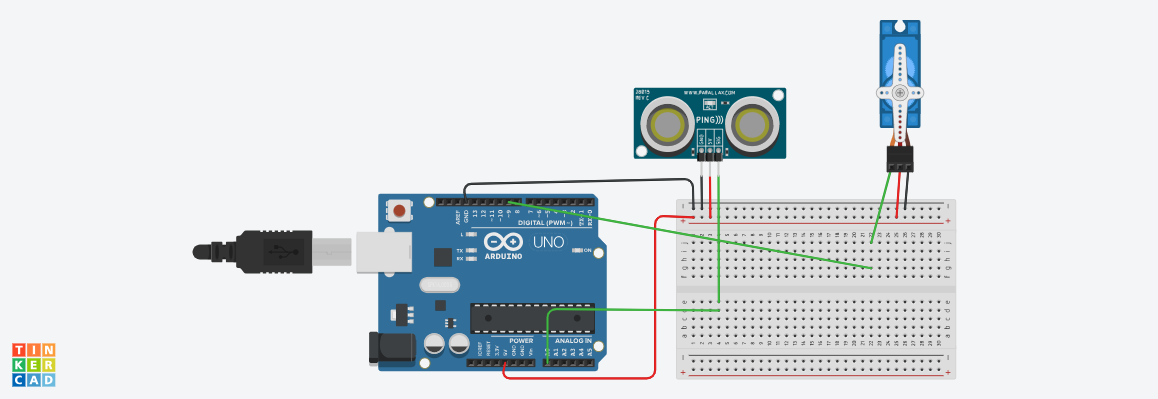 28015
REV C
WWW.PARALLAX.COM
PING)))
GND
5V
SIG
AREF
GND
13
12
~11
~10
~9
8
7
~6
~5
4
~3
2
TX→1
RX←0
DIGITAL (PWM~)
L
TX
RX
UNO
ARDUINO
ON
POWER
ANALOG IN
IOREF
RESET
3.3V
5V
GND
GND
Vin
A0
A1
A2
A3
A4
A5
TIN
KER
CAD